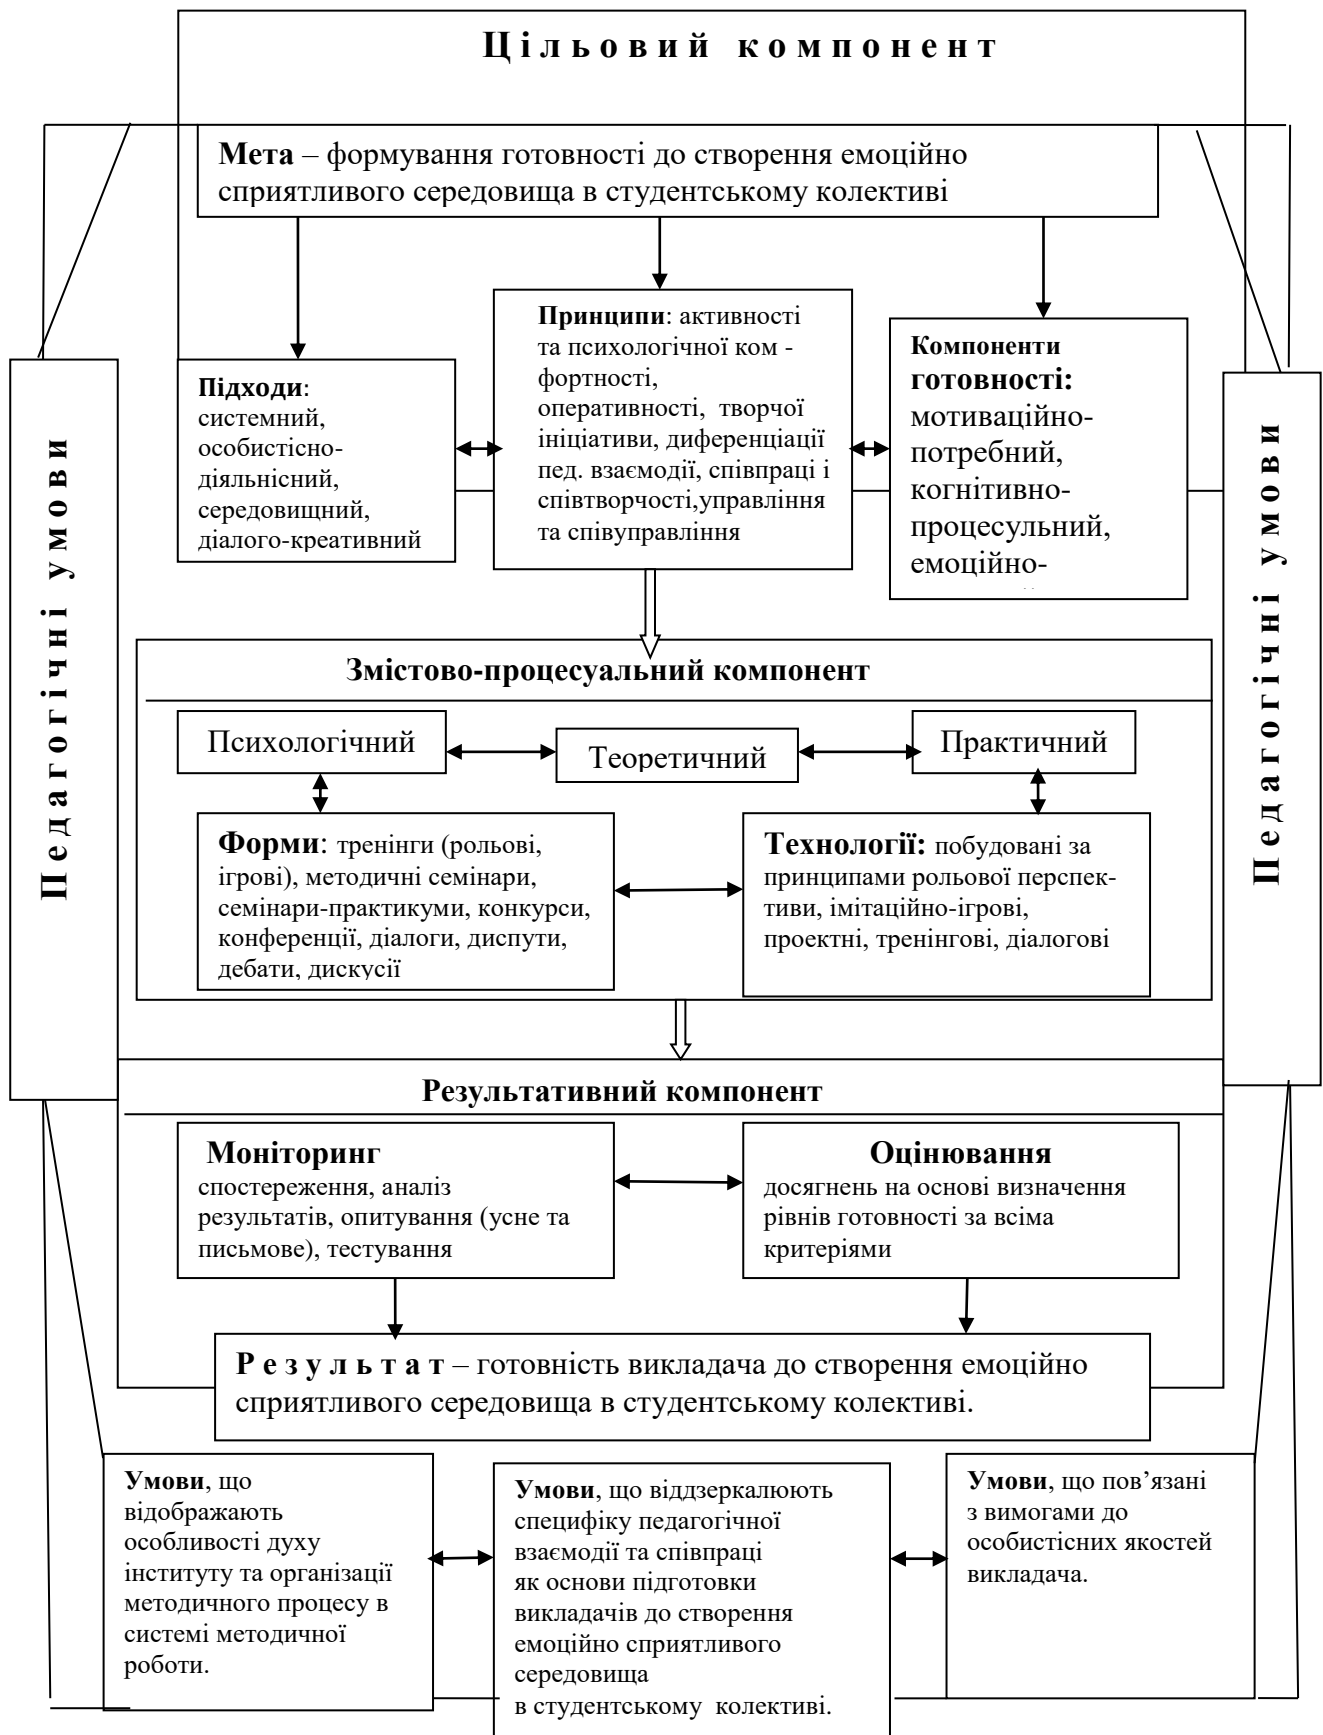 Цільовий компонент
Мета – формування готовності до створення емоційно
сприятливого середовища в студентському колективі
Підходи:
системний,
особистісно-
діяльнісний,
середовищний,
діалого-креативний
Принципи: активності
та психологічної ком -
фортності,
оперативності, творчої
ініціативи, диференціації
пед. взаємодії, співпраці і
співтворчості,управління
та співуправління
Компоненти
готовності:
мотиваційно-
потребний,
когнітивно-
процесульний,
емоційно-
Педагогічні умови
Педагогічні умови
Змістово-процесуальний компонент
Психологічний
Теоретичний
Практичний
Форми: тренінги (рольові,
ігрові), методичні семінари,
семінари-практикуми, конкурси,
конференції, діалоги, диспути,
дебати, дискусії
Технології: побудовані за
принципами рольової перспек-
тиви, імітаційно-ігрові,
проектні, тренінгові, діалогові
Результативний компонент
Моніторинг
спостереження, аналіз
результатів, опитування (усне та
письмове), тестування
Оцінювання
досягнень на основі визначення
рівнів готовності за всіма
критеріями
Результат – готовність викладача до створення емоційно
сприятливого середовища в студентському колективі.
Умови, що
відображають
особливості духу
інституту та організації
методичного процесу в
системі методичної
роботи.
Умови, що віддзеркалюють
специфіку педагогічної
взаємодії та співпраці
як основи підготовки
викладачів до створення
емоційно сприятливого
середовища
в студентському колективі.
Умови, що пов’язані
з вимогами до
особистісних якостей
викладача.